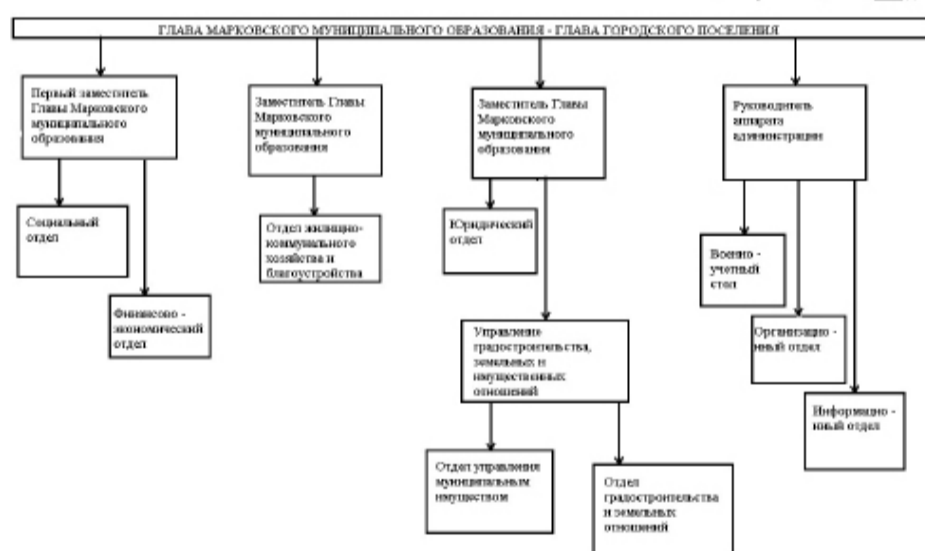 ГЛАВА МАРКОВСКОГО МУНИЦИПАЛЬНОГО ОБРАЗОВАНИЯ - ГЛАВА ГОРОДСКОГО ПОСЕЛЕНИЯ
Первый заместитель
Главы Марковского
муниципального
образования
Заместитель Главы
Марковского
муниципального
образования
Заместитель Главы
Марковского
муниципального
образования
Руководитель
аппарата
администрации
Социальный
отдел
Финансово -
экономический
отдел
Отдел жилищно-
коммунального
хозяйства и
благоустройства
Юридический
отдел
Управление
градостроительства,
земельных и
имущественных
отношений
Отдел управления
муниципальным
имуществом
Отдел
градостроительства
и земельных
отношений
Военно -
учетный
стол
Организацио -
нный отдел
Информацио -
нный отдел